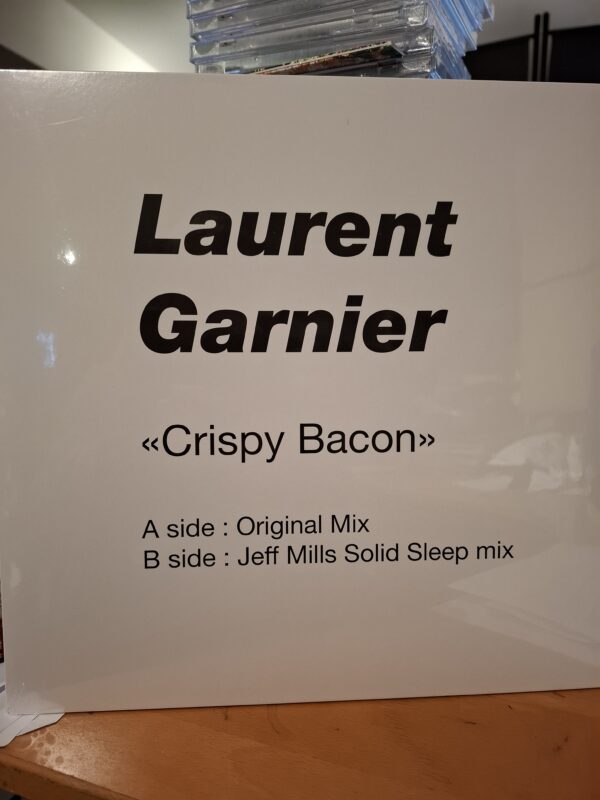 Laurent
Garnier
«Crispy Bacon»
A side : Original Mix
B side : Jeff Mills Solid Sleep mix